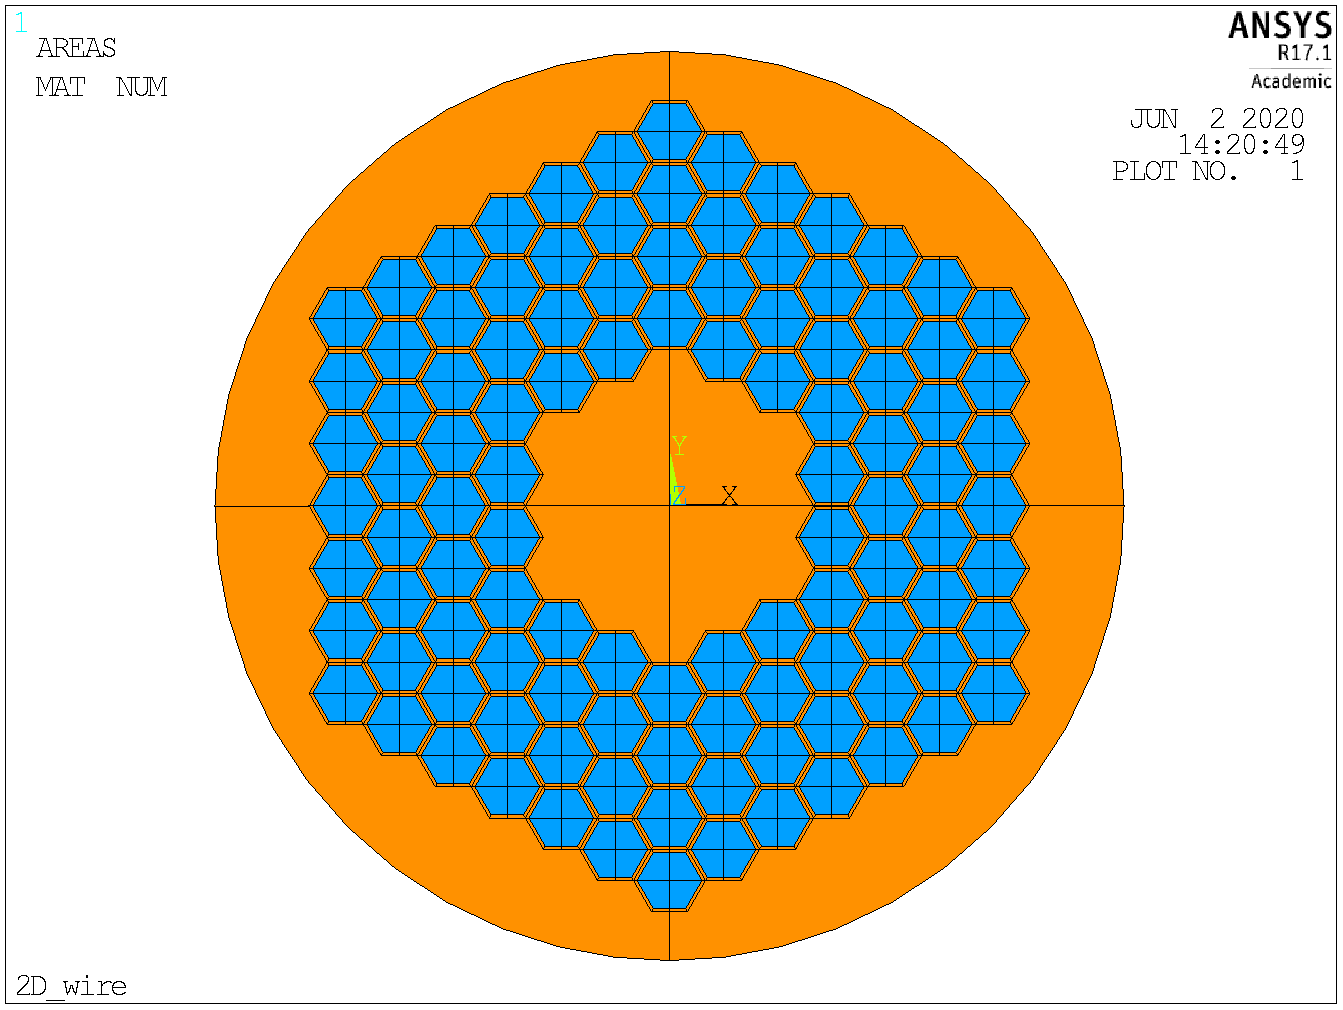 1
AREAS
MAT NUM
ANSYS
R17.1
Academic
JUN 2 2020
14:20:49
PLOT NO. 1
Y
Z X
2D_wire